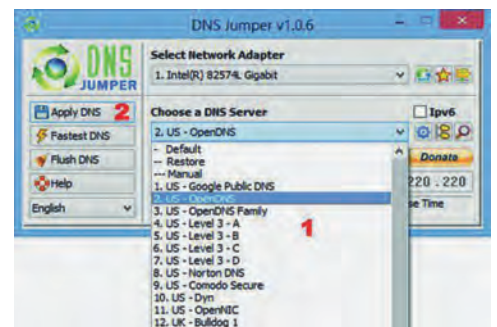 DNS Jumper v1.0.6
DNS
JUMPER
Select Network Adapter
1. Intel(R) 82574L Gigabit
Apply DNS 2
Fastest DNS
Flush DNS
Help
English
Choose a DNS Server
Ipv6
2. US - OpenDNS
Donate
220 . 220
se Time
- Default
-- Restore
--- Manual
1. US - Google Public DNS
2. US - OpenDNS
3. US - OpenDNS Family
4. US - Level 3 - A
5. US - Level 3 - B
6. US - Level 3 - C
7. US - Level 3 - D
8. US - Norton DNS
9. US - Comodo Secure
10. US - Dyn
11. US - OpenNIC
12. UK - Bulldog 1
1